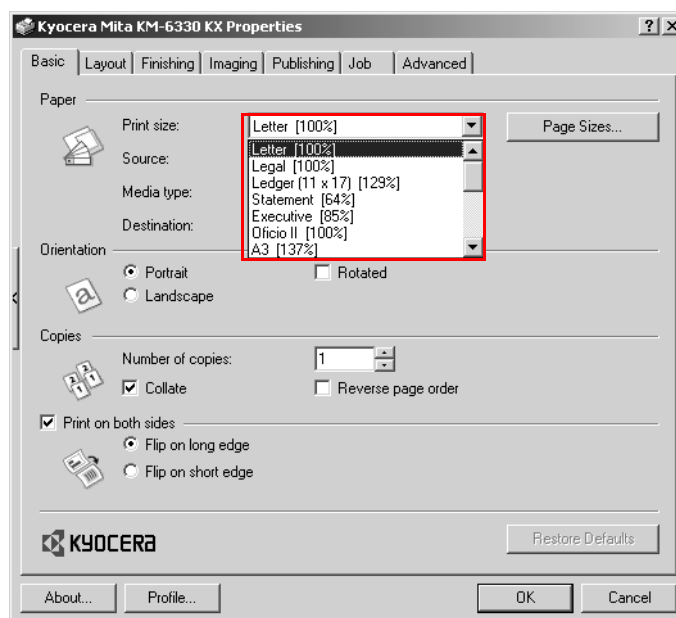 Kyocera Mita KM-6330 KX Properties
Basic Layout Finishing Imaging Publishing Job Advanced
Paper
Print size: Letter [100%] Page Sizes...
Letter [100%]
Source:
Legal [100%]
Ledger (11 x 17) [129%]
Media type:
Statement [64%]
Executive [85%]
Destination:
Oficio II [100%]
A3 [137%]
Orientation
Portrait Rotated
Landscape
Copies
Number of copies: 1
Collate Reverse page order
Print on both sides
Flip on long edge
Flip on short edge
KYOCERA Restore Defaults
About... Profile... OK Cancel